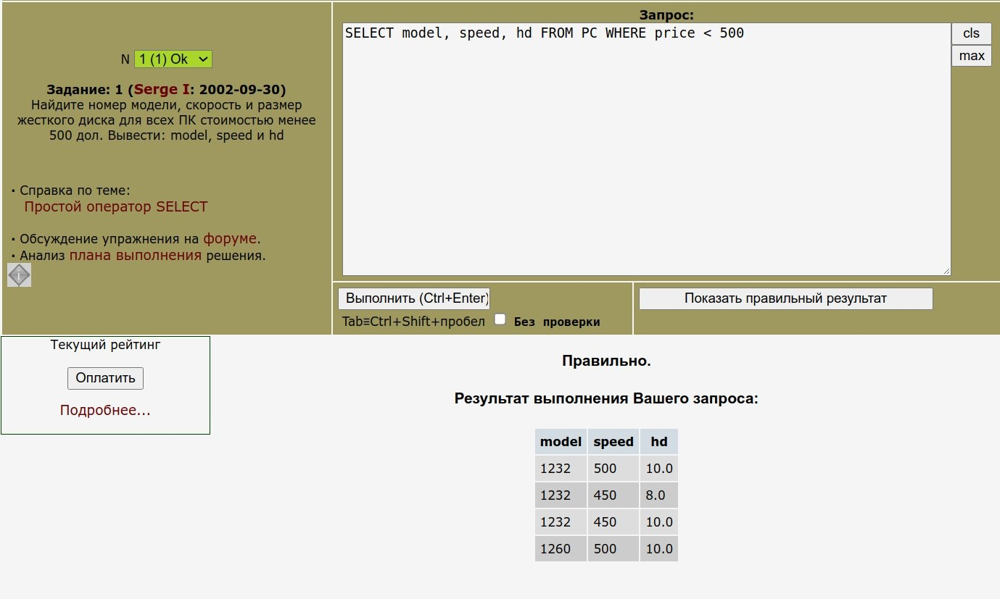 N 1 (1) Ok
Задание: 1 (Serge I: 2002-09-30)
Найдите номер модели, скорость и размер
жесткого диска для всех ПК стоимостью менее
500 дол. Вывести: model, speed и hd
· Справка по теме:
Простой оператор SELECT
· Обсуждение упражнения на форуме.
· Анализ плана выполнения решения.
Запрос:
SELECT model, speed, hd FROM PC WHERE price < 500
cls
max
Выполнить (Ctrl+Enter)
Tab≡Ctrl+Shift+пробел Без проверки
Показать правильный результат
Текущий рейтинг
Оплатить
Подробнее...
Правильно.
Результат выполнения Вашего запроса:
model speed hd
1232 500 10.0
1232 450 8.0
1232 450 10.0
1260 500 10.0